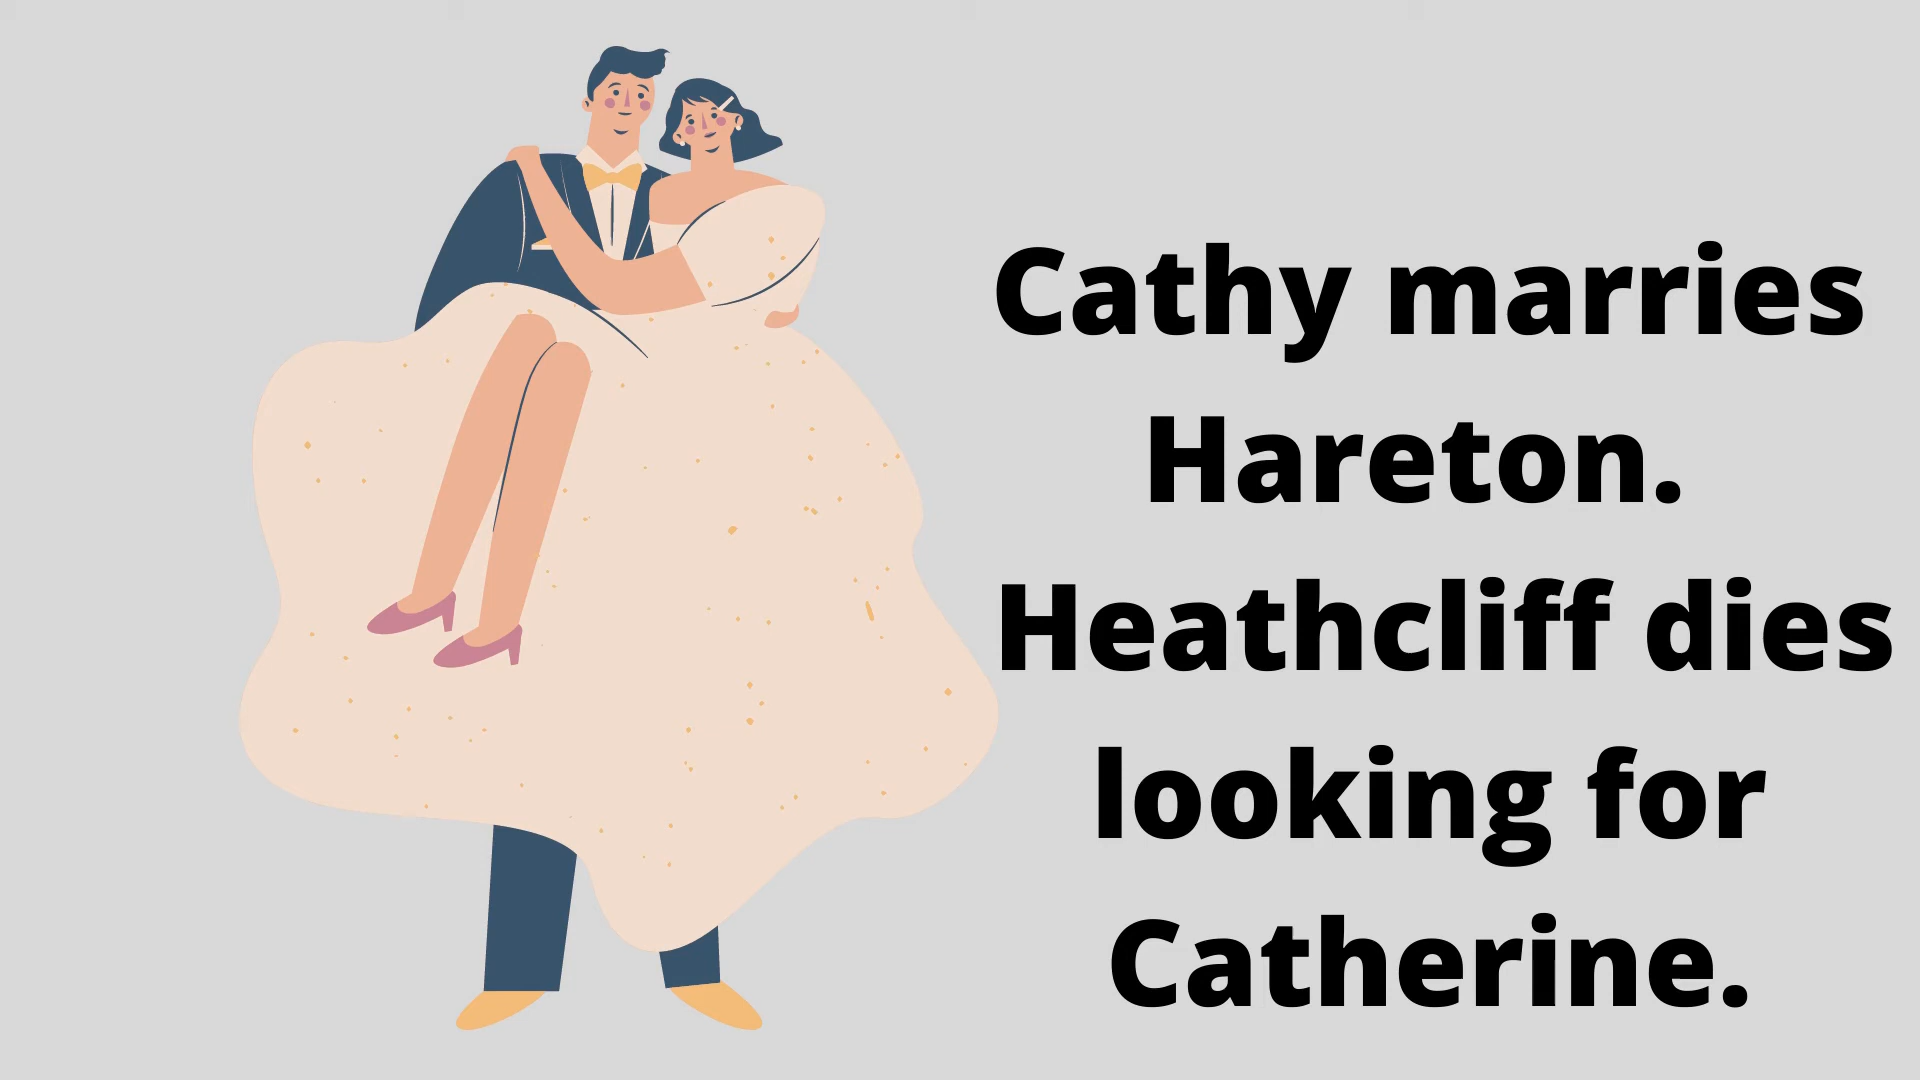 Cathy marries
Hareton.
Heathcliff dies
looking for
Catherine.